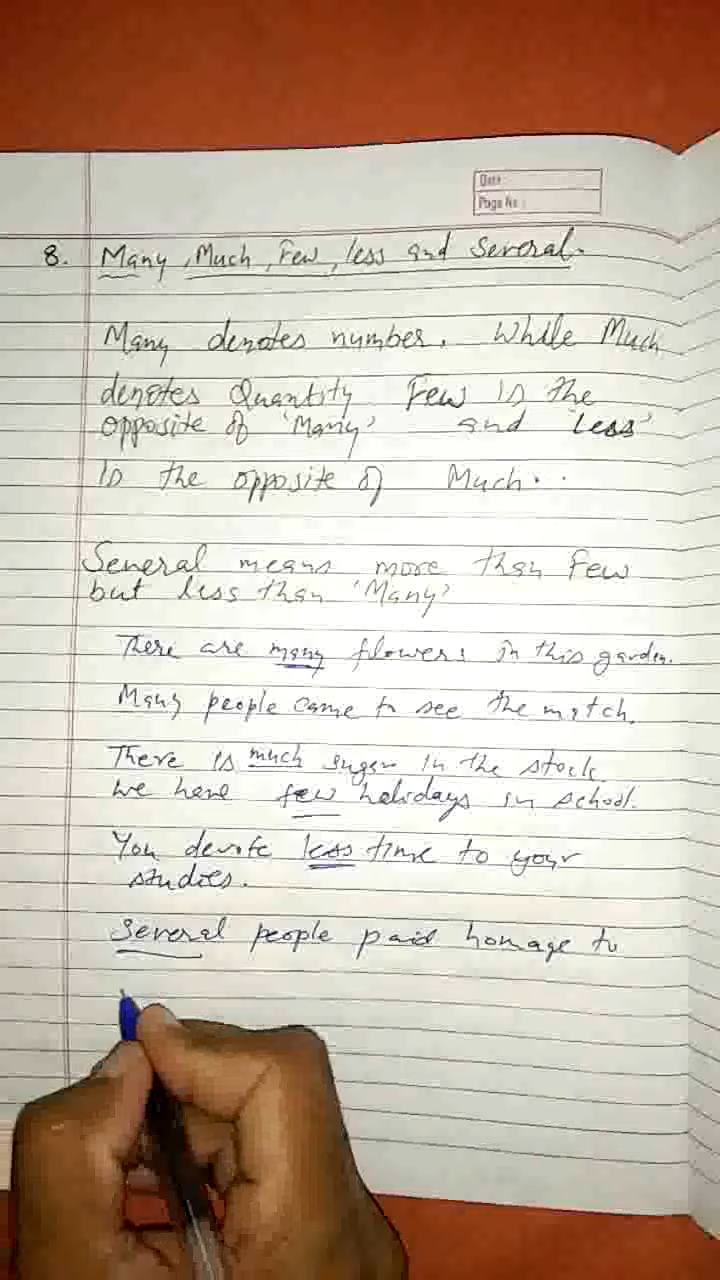 Date :
Page No :
8. Many, Much, Few, less and Several.
Many denotes number. While Much
denotes Quantity Few is the
opposite of 'Many' and 'less'
is the opposite of Much..
Several means more than Few
but less than 'Many'
There are many flowers in this garden.
Many people came to see the match.
There is much sugar in the stock.
We have few holidays in school.
You devote less time to your
studies.
Several people paid homage to